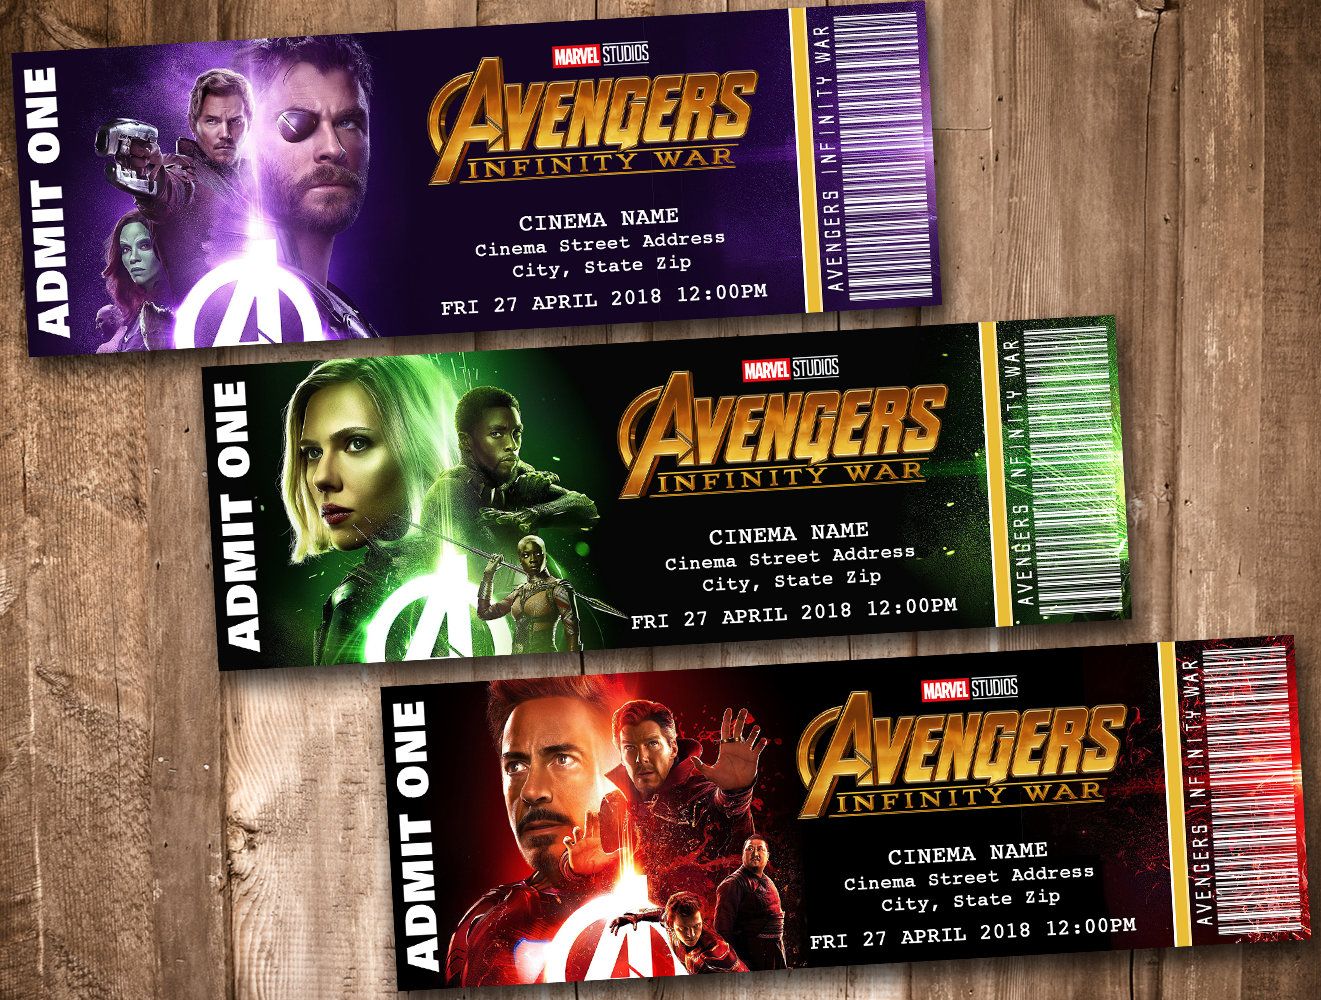 ADMIT ONE
MARVEL STUDIOS
AVENGERS
INFINITY WAR
CINEMA NAME
Cinema Street Address
City, State Zip
FRI 27 APRIL 2018 12:00PM
AVENGERS INFINITY WAR
ADMIT ONE
MARVEL STUDIOS
AVENGERS
INFINITY WAR
CINEMA NAME
Cinema Street Address
City, State Zip
FRI 27 APRIL 2018 12:00PM
AVENGERS INFINITY WAR
ADMIT ONE
MARVEL STUDIOS
AVENGERS
INFINITY WAR
CINEMA NAME
Cinema Street Address
City, State Zip
FRI 27 APRIL 2018 12:00PM
AVENGERS INFINITY WAR